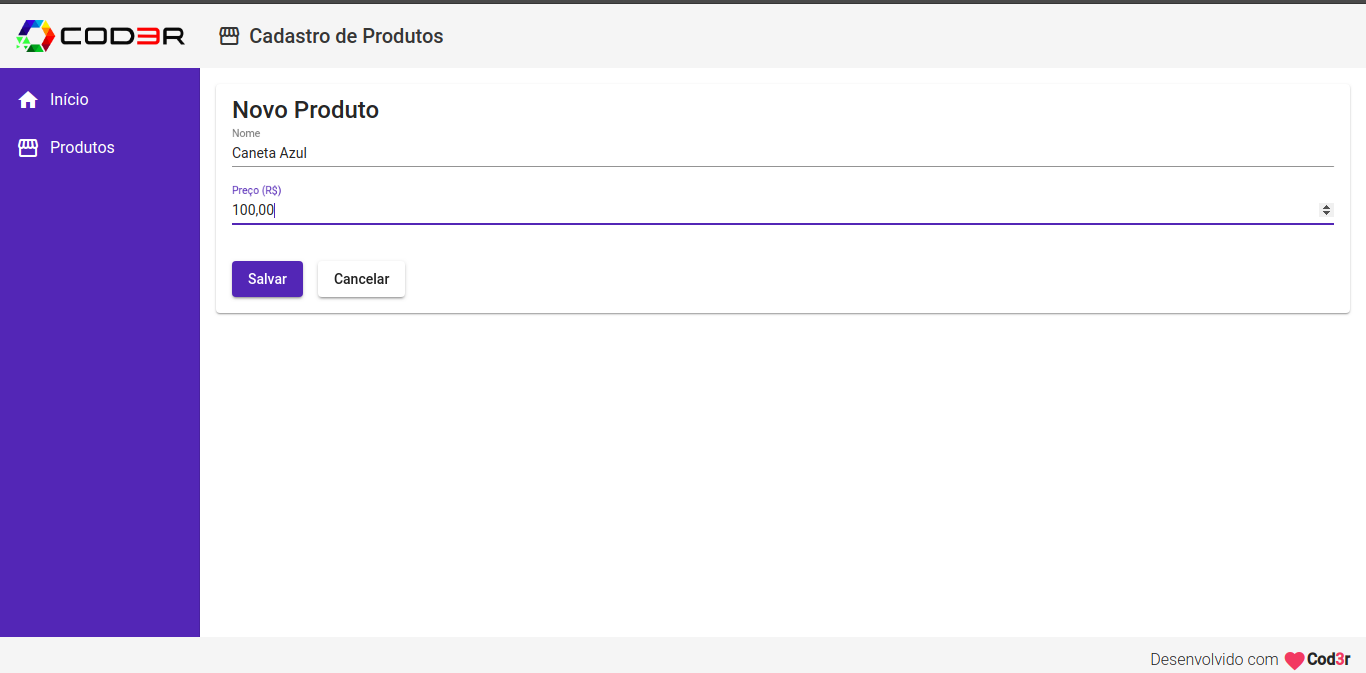 COD3R
Cadastro de Produtos
Início
Produtos
Novo Produto
Nome
Caneta Azul
Preço (R$)
100,00
Salvar
Cancelar
Desenvolvido com Cod3r